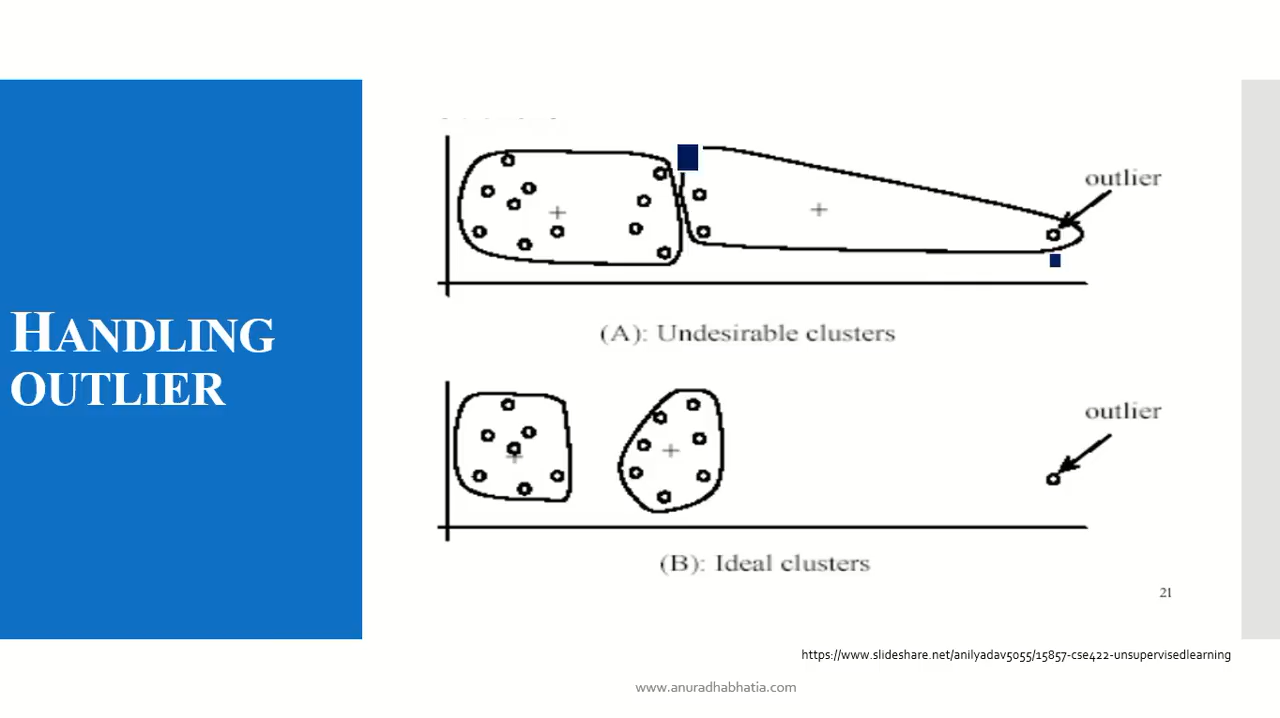 HANDLING
OUTLIER
outlier
(A): Undesirable clusters
outlier
(B): Ideal clusters
21
https://www.slideshare.net/anilyadav5055/15857-cse422-unsupervisedlearning
www.anuradhabhatia.com